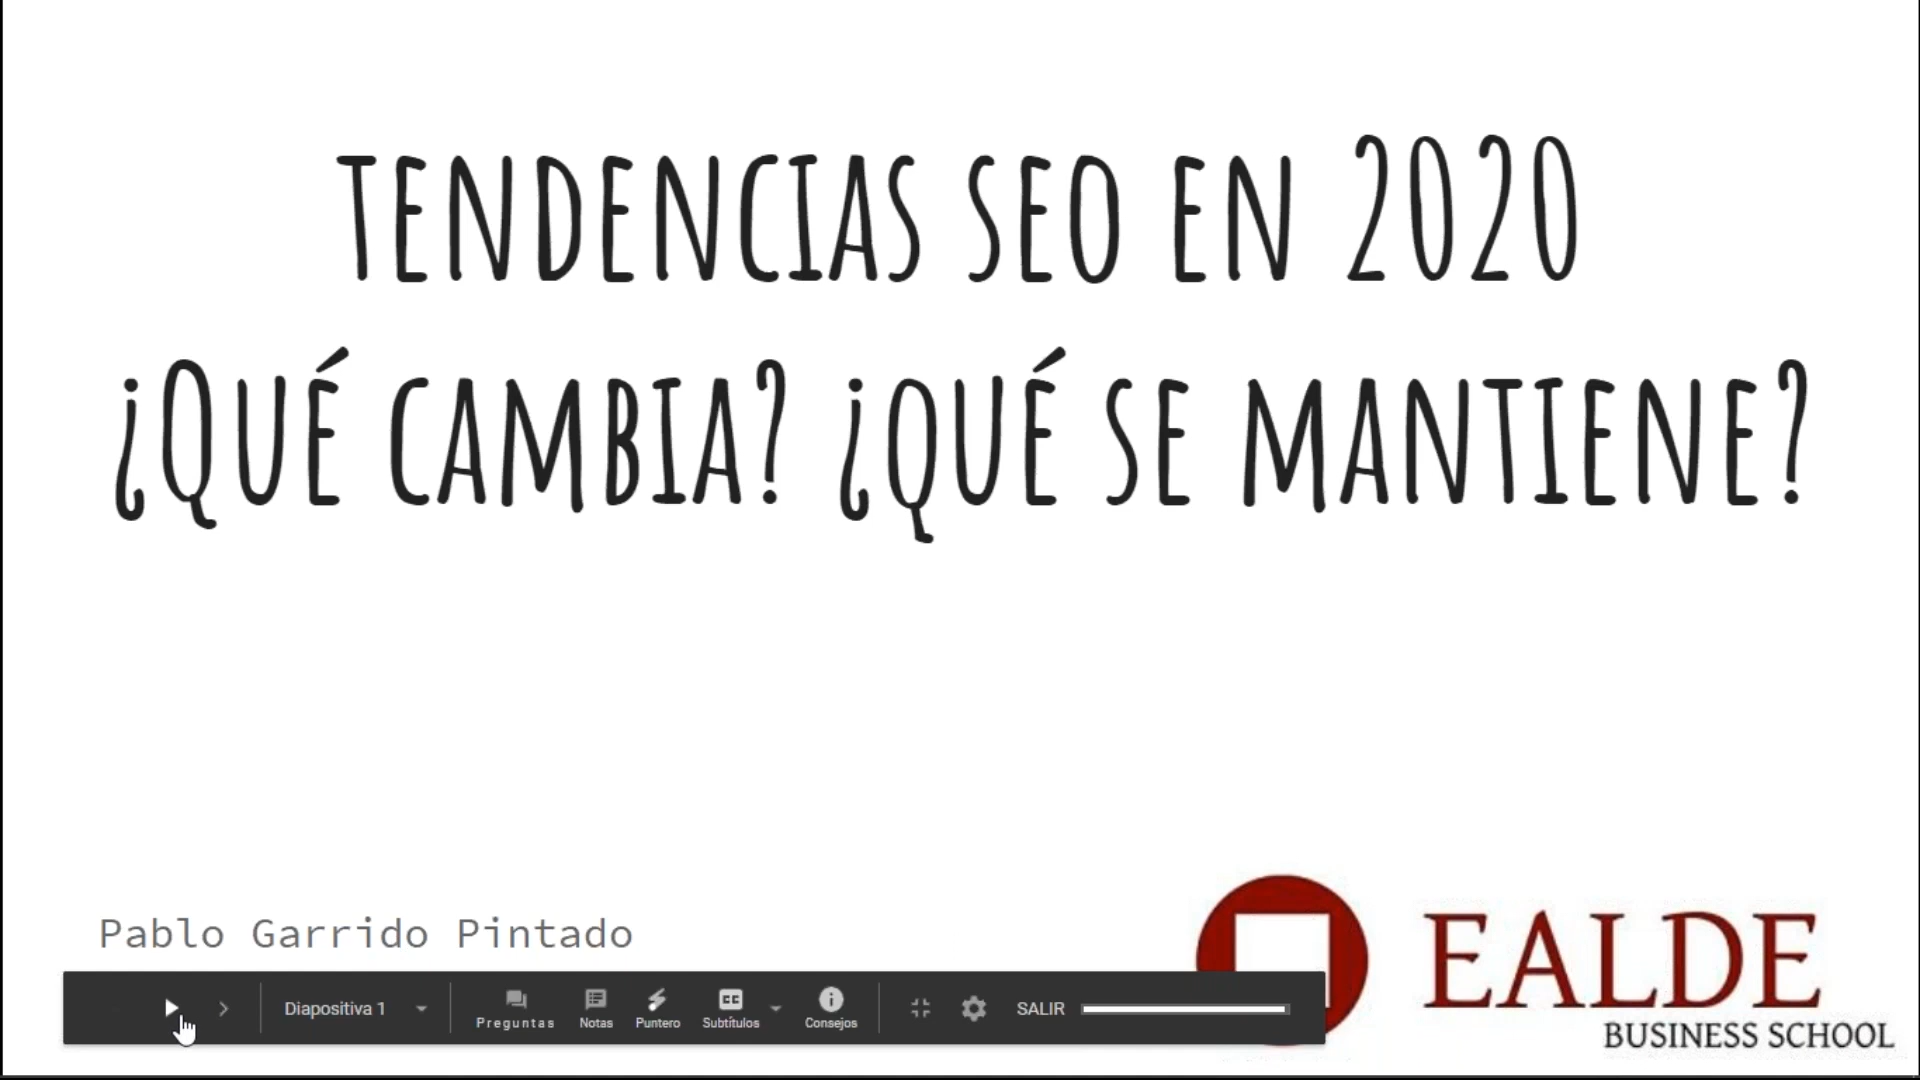 TENDENCIAS SEO EN 2020
¿QUÉ CAMBIA? ¿QUÉ SE MANTIENE?
Pablo Garrido Pintado
EALDE
BUSINESS SCHOOL
Diapositiva 1
Preguntas
Notas
Puntero
CC
Subtítulos
Consejos
SALIR